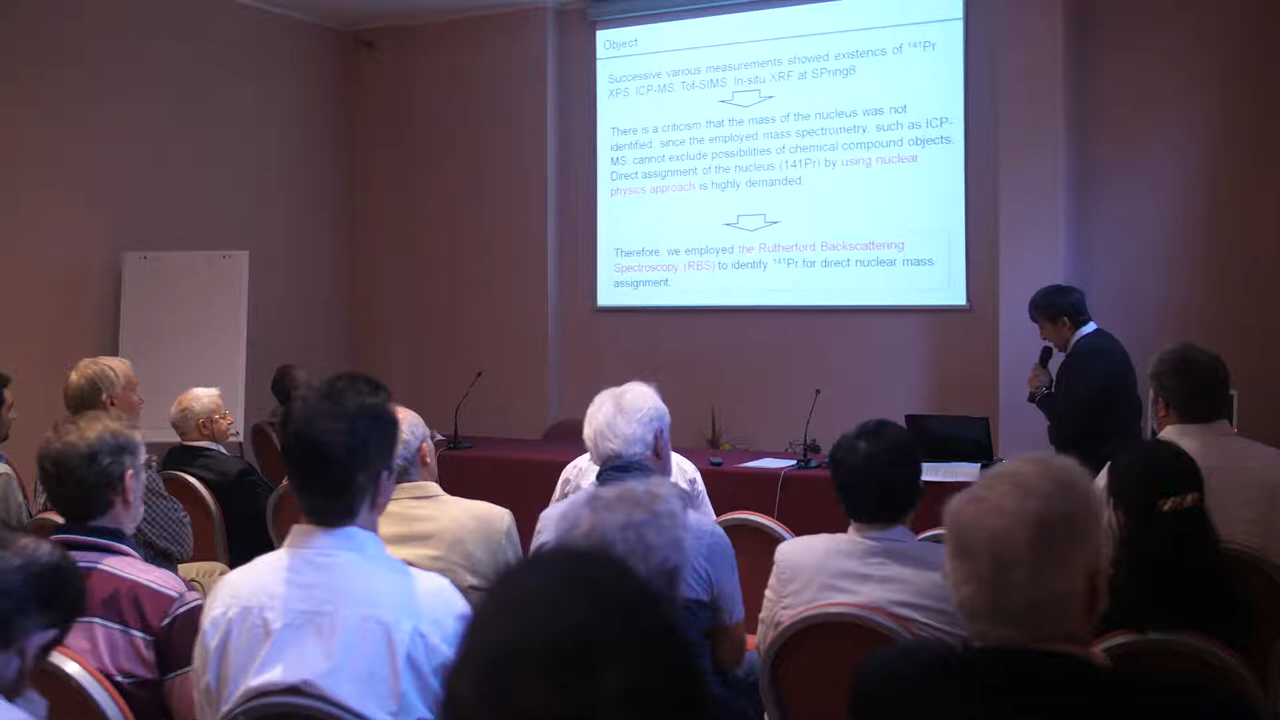 Object
Successive various measurements showed existencs of ¹⁴¹Pr
XPS, ICP-MS, Tof-SIMS, In-situ XRF at SPring8
There is a criticism that the mass of the nucleus was not
identified, since the employed mass spectrometry, such as ICP-
MS, cannot exclude possibilities of chemical compound objects.
Direct assignment of the nucleus (141Pr) by using nuclear
physics approach is highly demanded.
Therefore, we employed the Rutherford Backscattering
Spectroscopy (RBS) to identify ¹⁴¹Pr for direct nuclear mass
assignment.